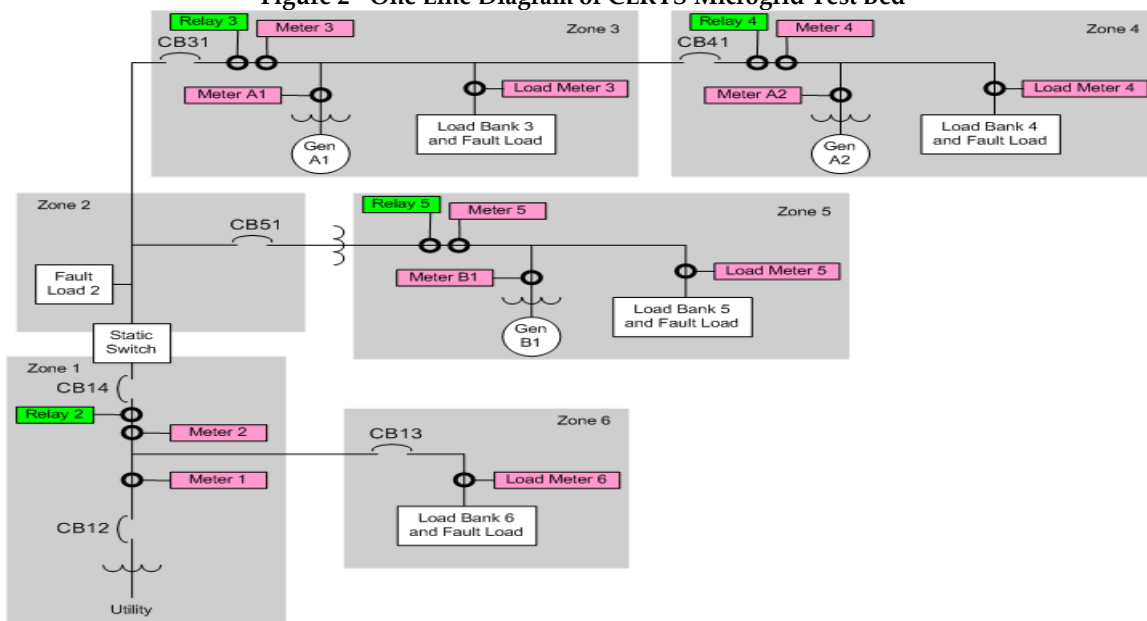 Figure 2 - One Line Diagram of CERTS Microgrid Test Bed
Relay 3
Meter 3
Zone 3
CB31
Meter A1
Load Meter 3
Gen
A1
Load Bank 3
and Fault Load
Relay 4
Meter 4
Zone 4
CB41
Meter A2
Load Meter 4
Gen
A2
Load Bank 4
and Fault Load
Zone 2
CB51
Fault
Load 2
Static
Switch
Relay 5
Meter 5
Zone 5
Meter B1
Load Meter 5
Gen
B1
Load Bank 5
and Fault Load
Zone 1
CB14
Relay 2
Meter 2
Meter 1
CB12
Utility
CB13
Zone 6
Load Meter 6
Load Bank 6
and Fault Load